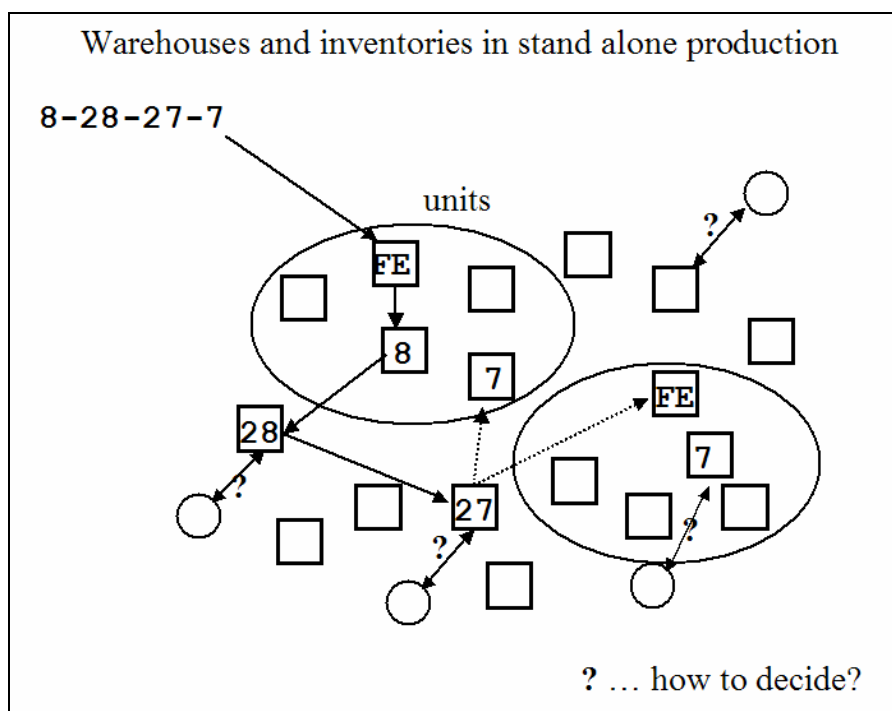 Warehouses and inventories in stand alone production
8-28-27-7
units
?
FE
8
7
FE
28
7
?
27
?
?
? ... how to decide?